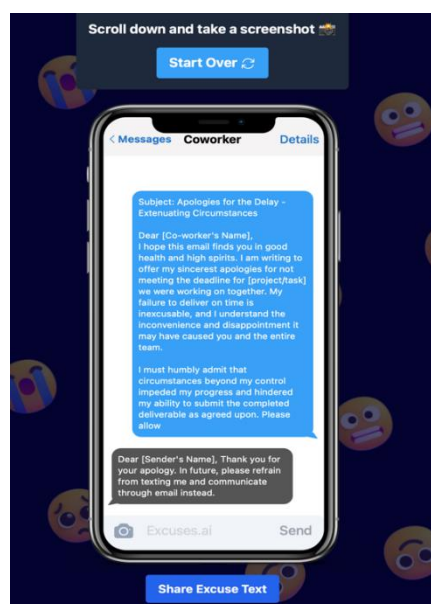 Scroll down and take a screenshot 📸
Start Over
< Messages Coworker Details
Subject: Apologies for the Delay -
Extenuating Circumstances
Dear [Co-worker's Name],
I hope this email finds you in good
health and high spirits. I am writing to
offer my sincerest apologies for not
meeting the deadline for [project/task]
we were working on together. My
failure to deliver on time is
inexcusable, and I understand the
inconvenience and disappointment it
may have caused you and the entire
team.
I must humbly admit that
circumstances beyond my control
impeded my progress and hindered
my ability to submit the completed
deliverable as agreed upon. Please
allow
Dear [Sender's Name], Thank you for
your apology. In future, please refrain
from texting me and communicate
through email instead.
Excuses.ai Send
Share Excuse Text